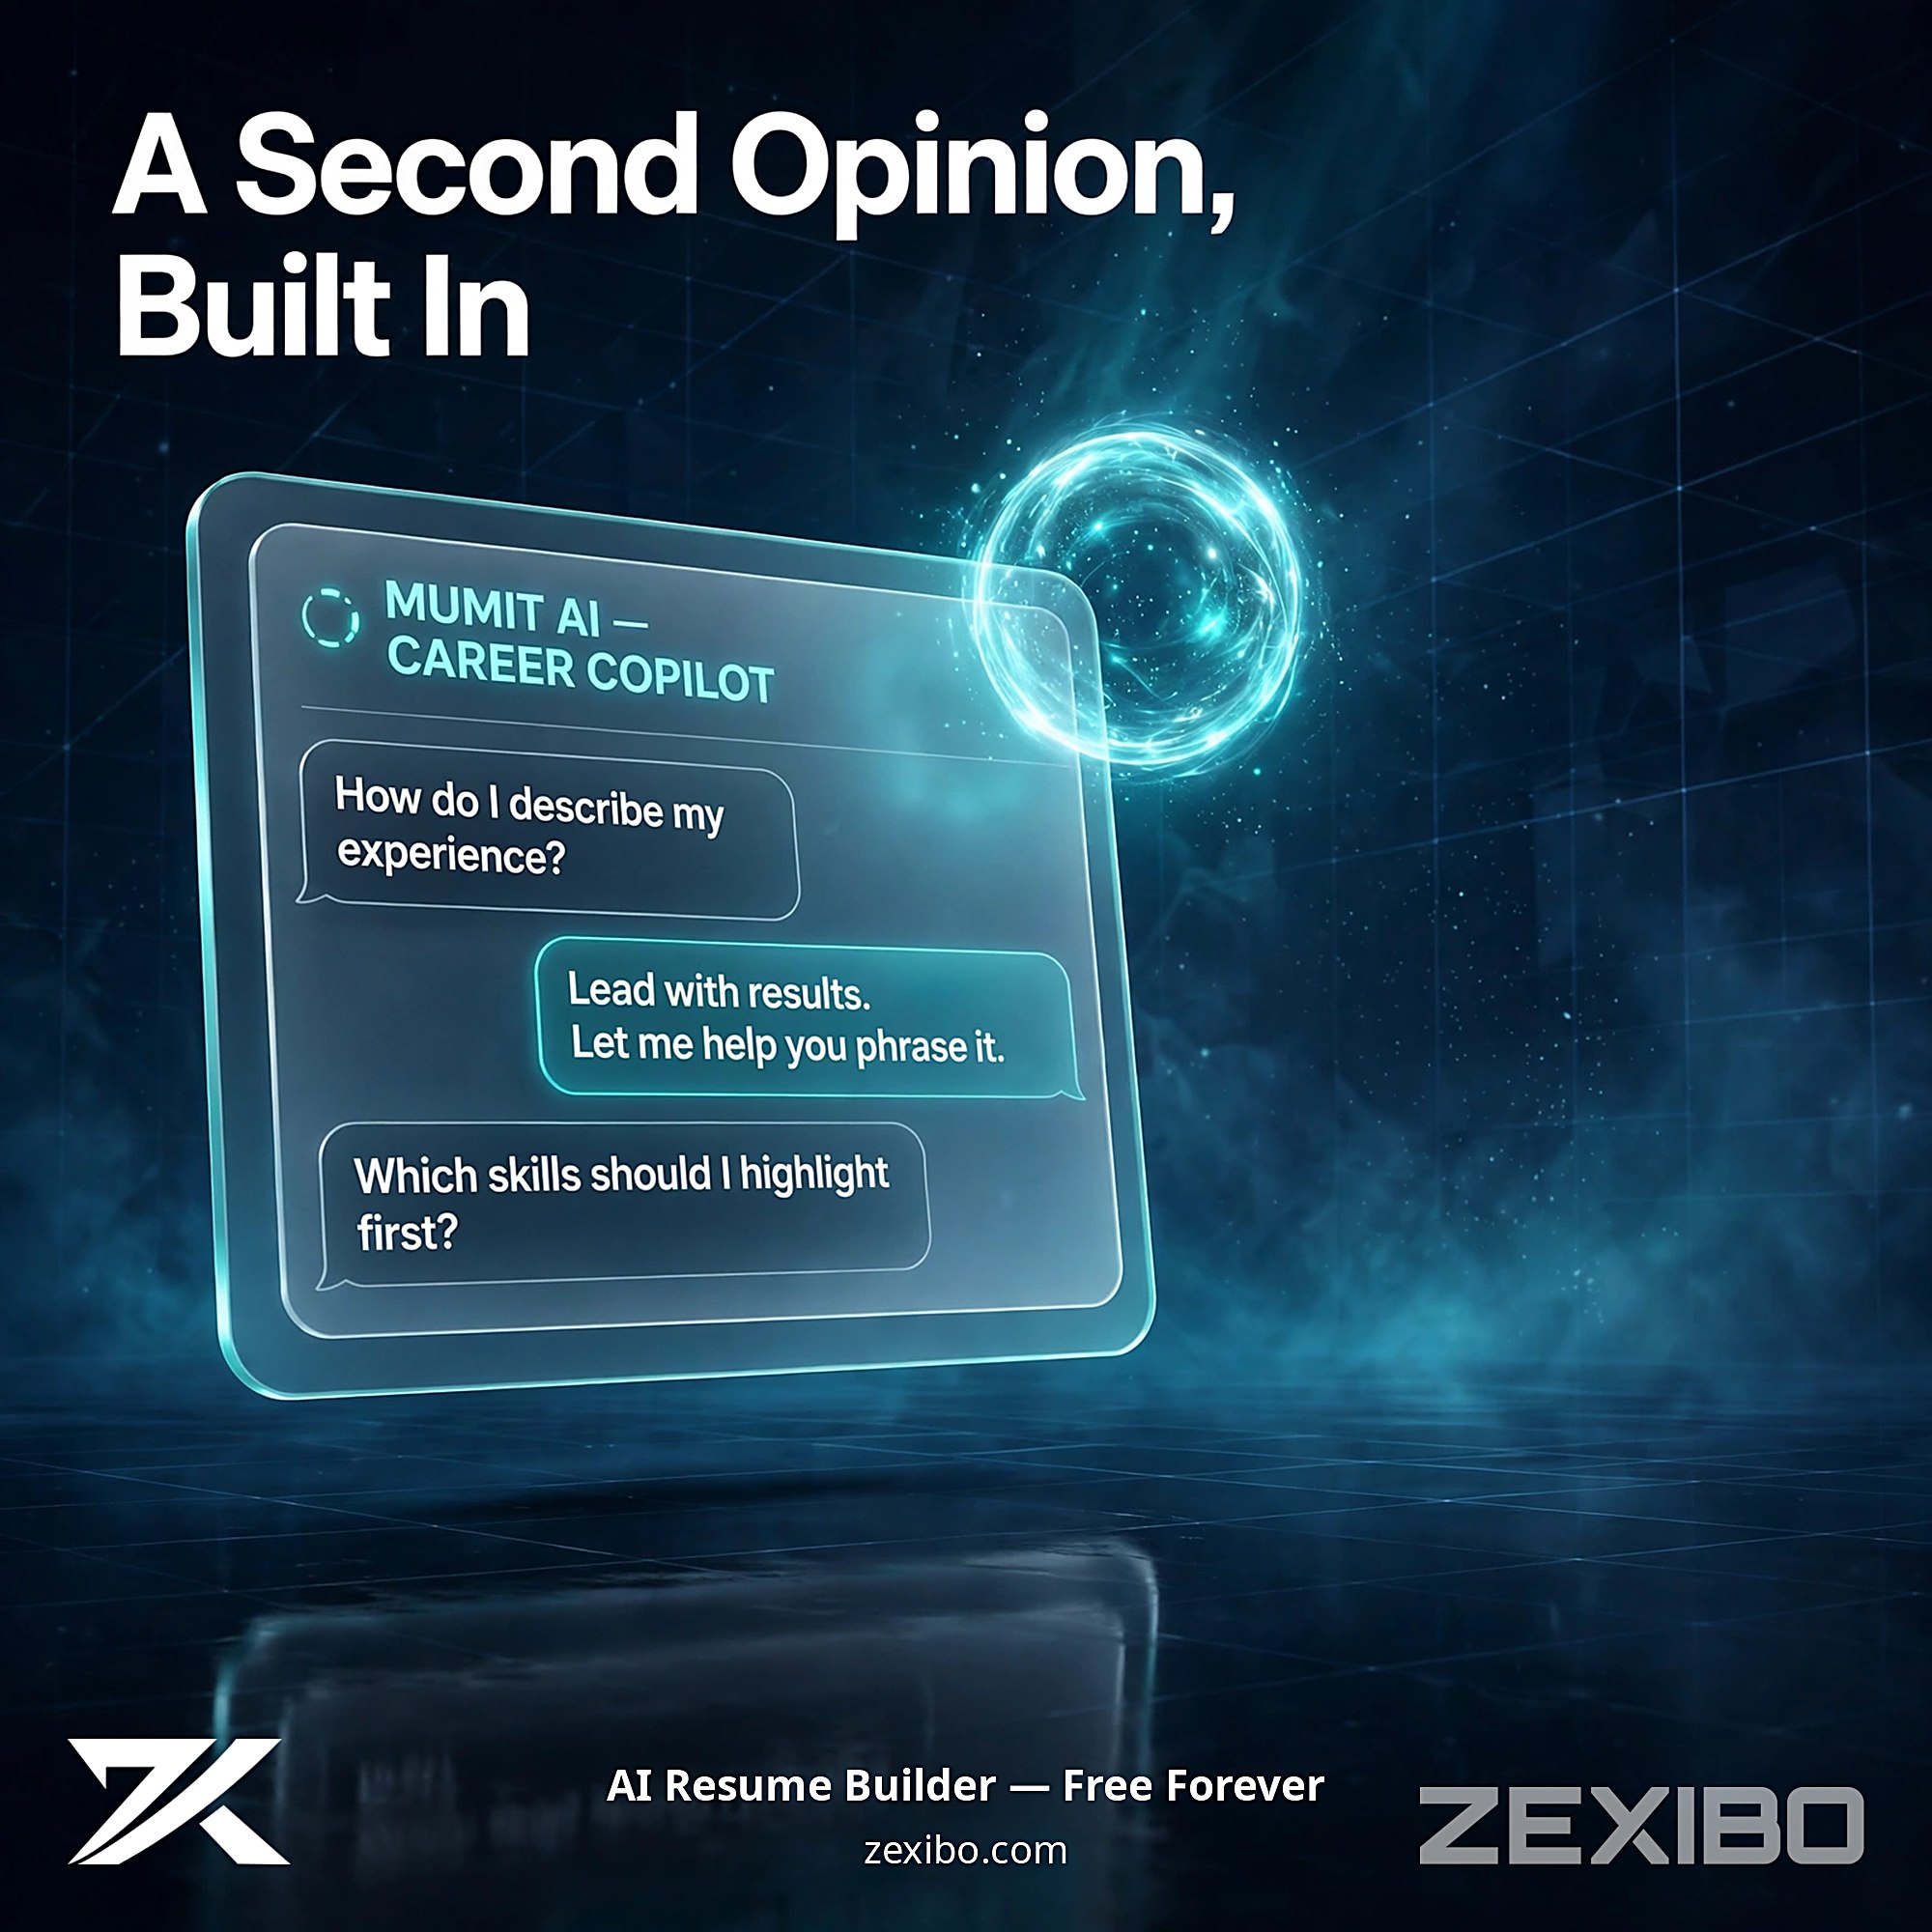 A Second Opinion,
Built In
MUMIT AI —
CAREER COPILOT
How do I describe my
experience?
Lead with results.
Let me help you phrase it.
Which skills should I highlight
first?
AI Resume Builder — Free Forever
zexibo.com
ZEXIBO